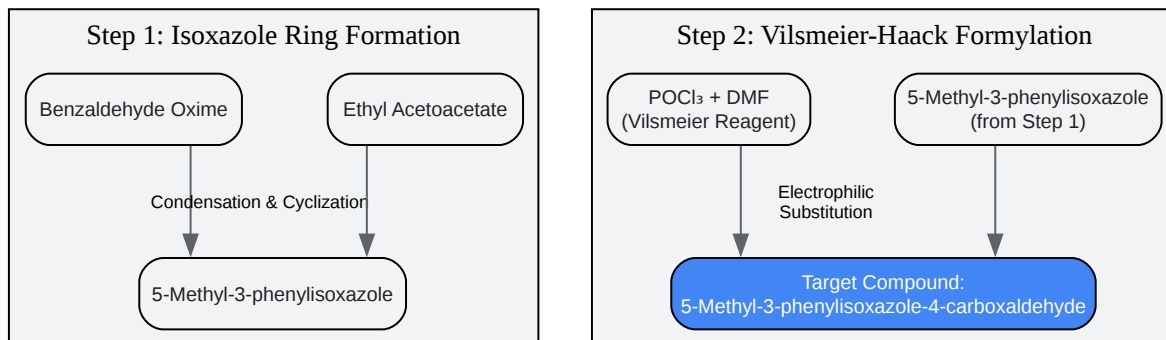 Step 1: Isoxazole Ring Formation
Benzaldehyde Oxime
Ethyl Acetoacetate
Condensation & Cyclization
5-Methyl-3-phenylisoxazole
Step 2: Vilsmeier-Haack Formylation
POCl₃ + DMF
(Vilsmeier Reagent)
5-Methyl-3-phenylisoxazole
(from Step 1)
Electrophilic
Substitution
Target Compound:
5-Methyl-3-phenylisoxazole-4-carboxaldehyde